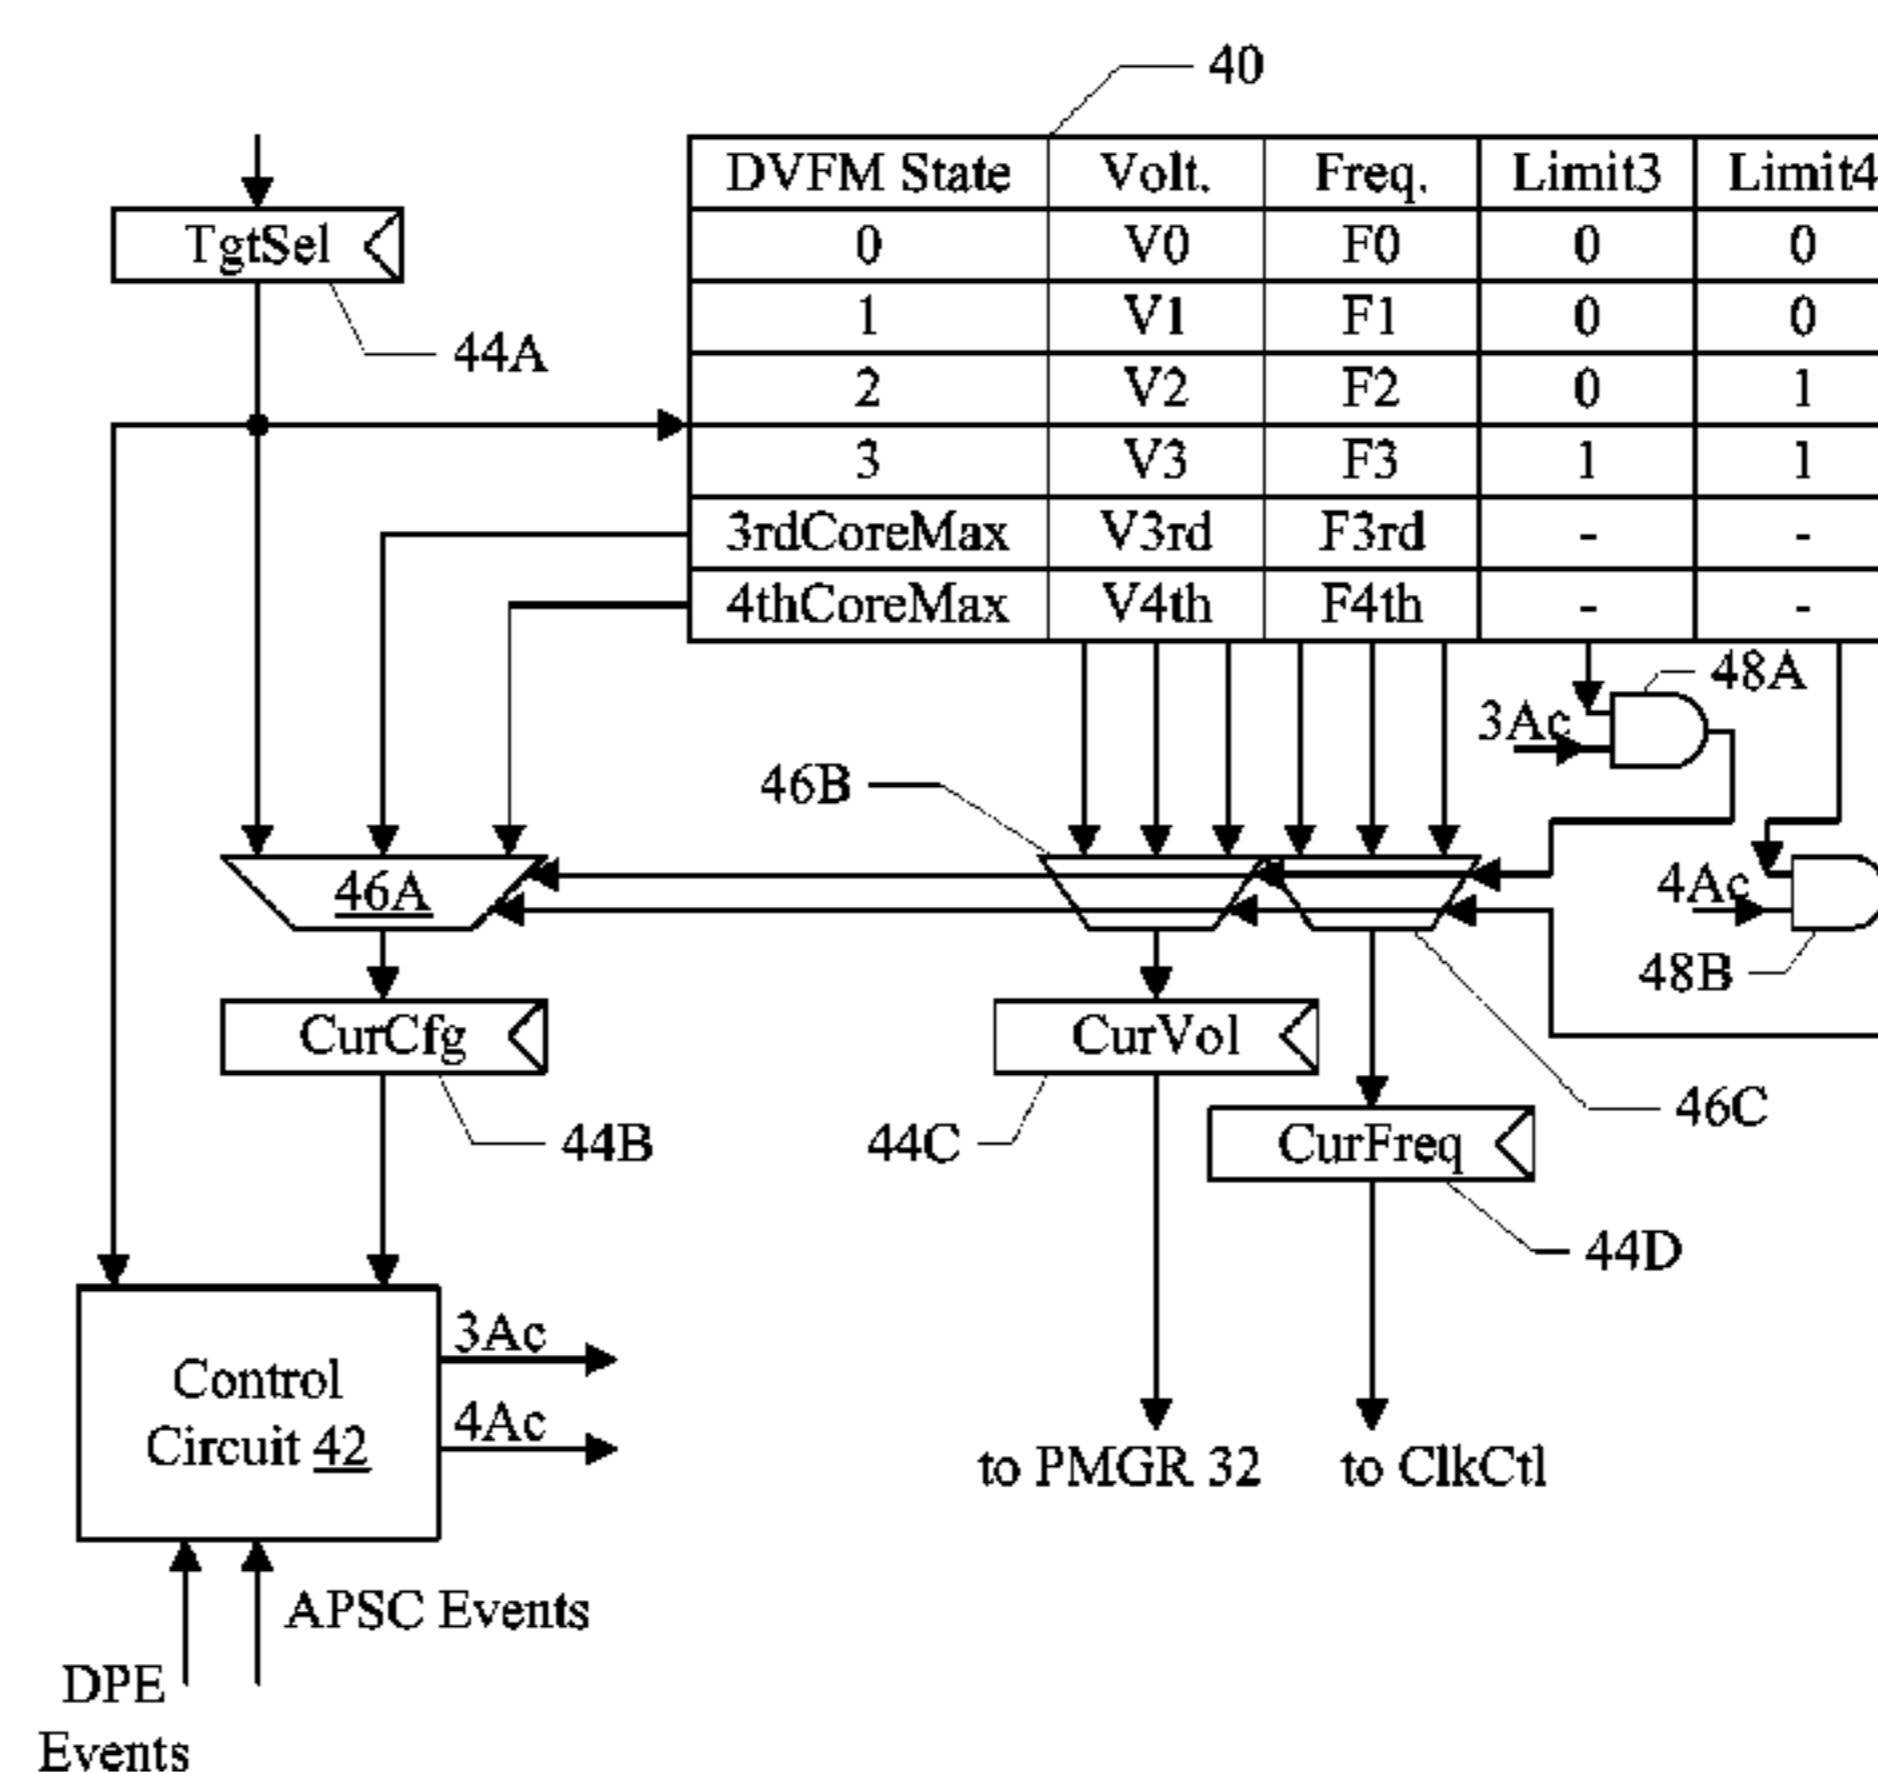 40
DVFM State Volt. Freq. Limit3 Limit4
TgtSel
0 V0 F0 0 0
1 V1 F1 0 0
44A
2 V2 F2 0 1
3 V3 F3 1 1
3rdCoreMax V3rd F3rd - -
4thCoreMax V4th F4th - -
48A
3Ac
46B
46A
4Ac
48B
CurCfg
CurVol
46C
44B
44C
CurFreq
44D
3Ac
Control
Circuit 42
4Ac
to PMGR 32
to ClkCtl
APSC Events
DPE
Events